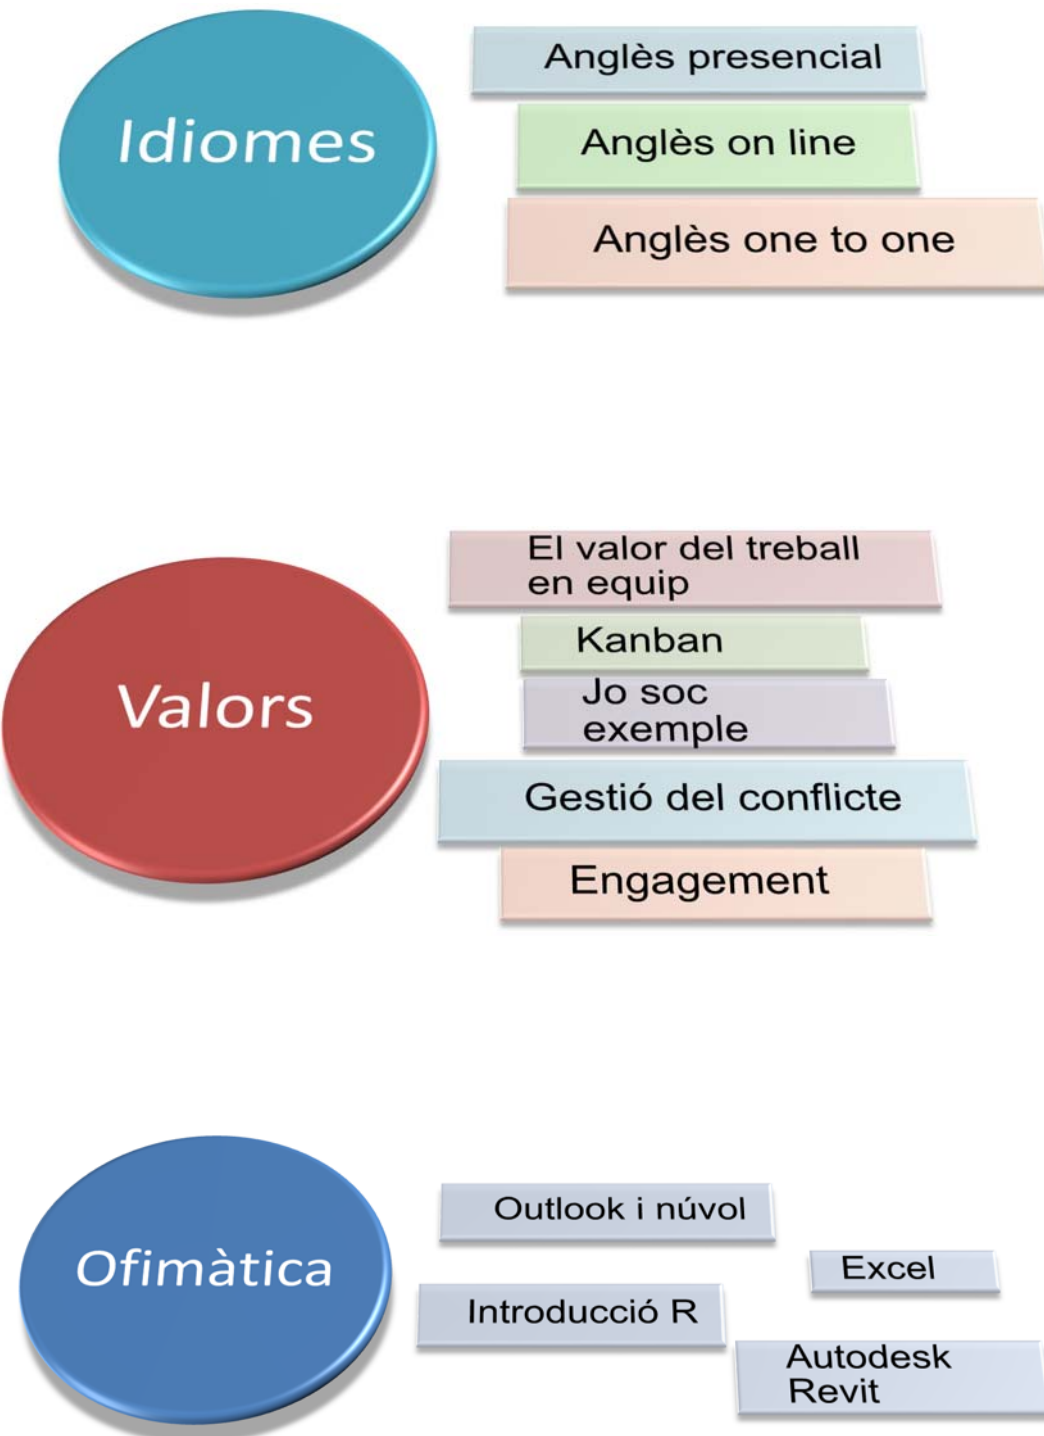 Idiomes
Anglès presencial
Anglès on line
Anglès one to one
Valors
El valor del treball
en equip
Kanban
Jo soc
exemple
Gestió del conflicte
Engagement
Ofimàtica
Outlook i núvol
Excel
Introducció R
Autodesk
Revit